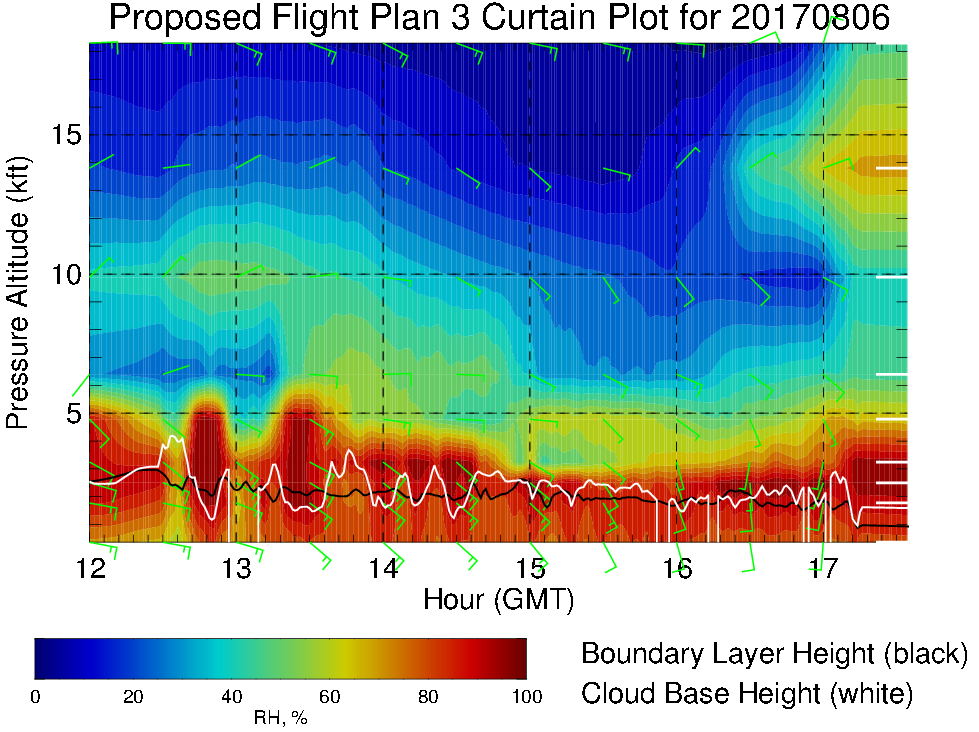 Proposed Flight Plan 3 Curtain Plot for 20170806
Pressure Altitude (kft)
15
10
5
12 13 14 15 16 17
Hour (GMT)
0 20 40 60 80 100
RH, %
Boundary Layer Height (black)
Cloud Base Height (white)